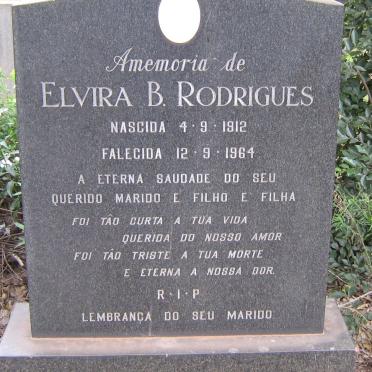 Amemoria de
ELVIRA B. RODRIGUES
NASCIDA 4-9-1912
FALECIDA 12-9-1964
A ETERNA SAUDADE DO SEU
QUERIDO MARIDO E FILHO E FILHA
FOI TÃO CURTA A TUA VIDA
QUERIDA DO NOSSO AMOR
FOI TÃO TRISTE A TUA MORTE
E ETERNA A NOSSA DOR.
R·I·P
LEMBRANÇA DO SEU MARIDO